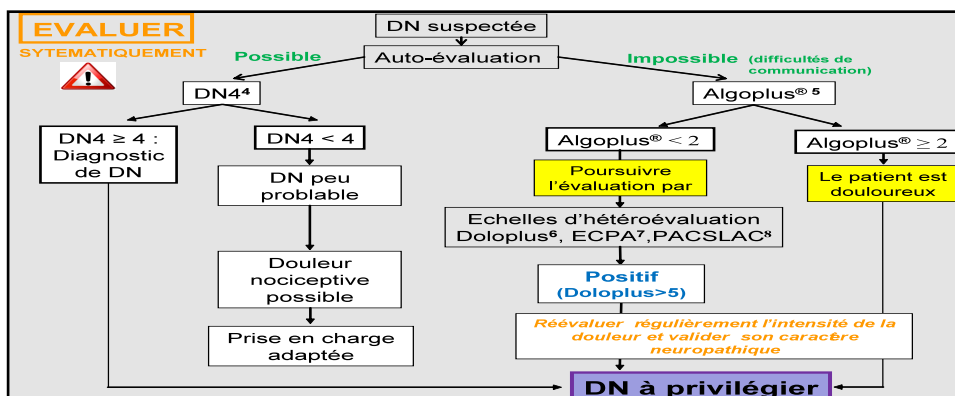 EVALUER
SYTEMATIQUEMENT
DN suspectée
Auto-évaluation
Possible
Impossible (difficultés de
communication)
DN4⁴
Algoplus® ⁵
DN4 ≥ 4 :
Diagnostic
de DN
DN4 < 4
Algoplus® < 2
Algoplus® ≥ 2
DN peu
problable
Poursuivre
l'évaluation par
Le patient est
douloureux
Echelles d'hétéroévaluation
Doloplus⁶, ECPA⁷,PACSLAC⁸
Douleur
nociceptive
possible
Positif
(Doloplus>5)
Prise en charge
adaptée
Réévaluer régulièrement l'intensité de la
douleur et valider son caractère
neuropathique
DN à privilégier